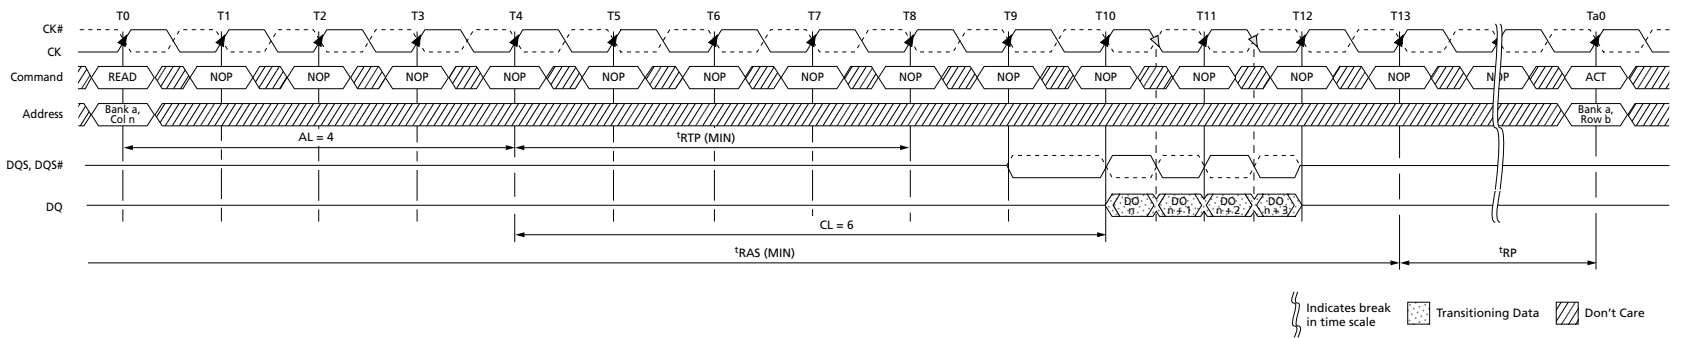 T0 T1 T2 T3 T4 T5 T6 T7 T8 T9 T10 T11 T12 T13 Ta0
CK#
CK
Command READ NOP NOP NOP NOP NOP NOP NOP NOP NOP NOP NOP NOP NOP NOP ACT
Address Bank a, Col n Bank a, Row b
AL = 4 tRTP (MIN)
DQS, DQS#
DQ DO n DO n + 1 DO n + 2 DO n + 3
CL = 6
tRAS (MIN) tRP
Indicates break
in time scale
Transitioning Data
Don't Care